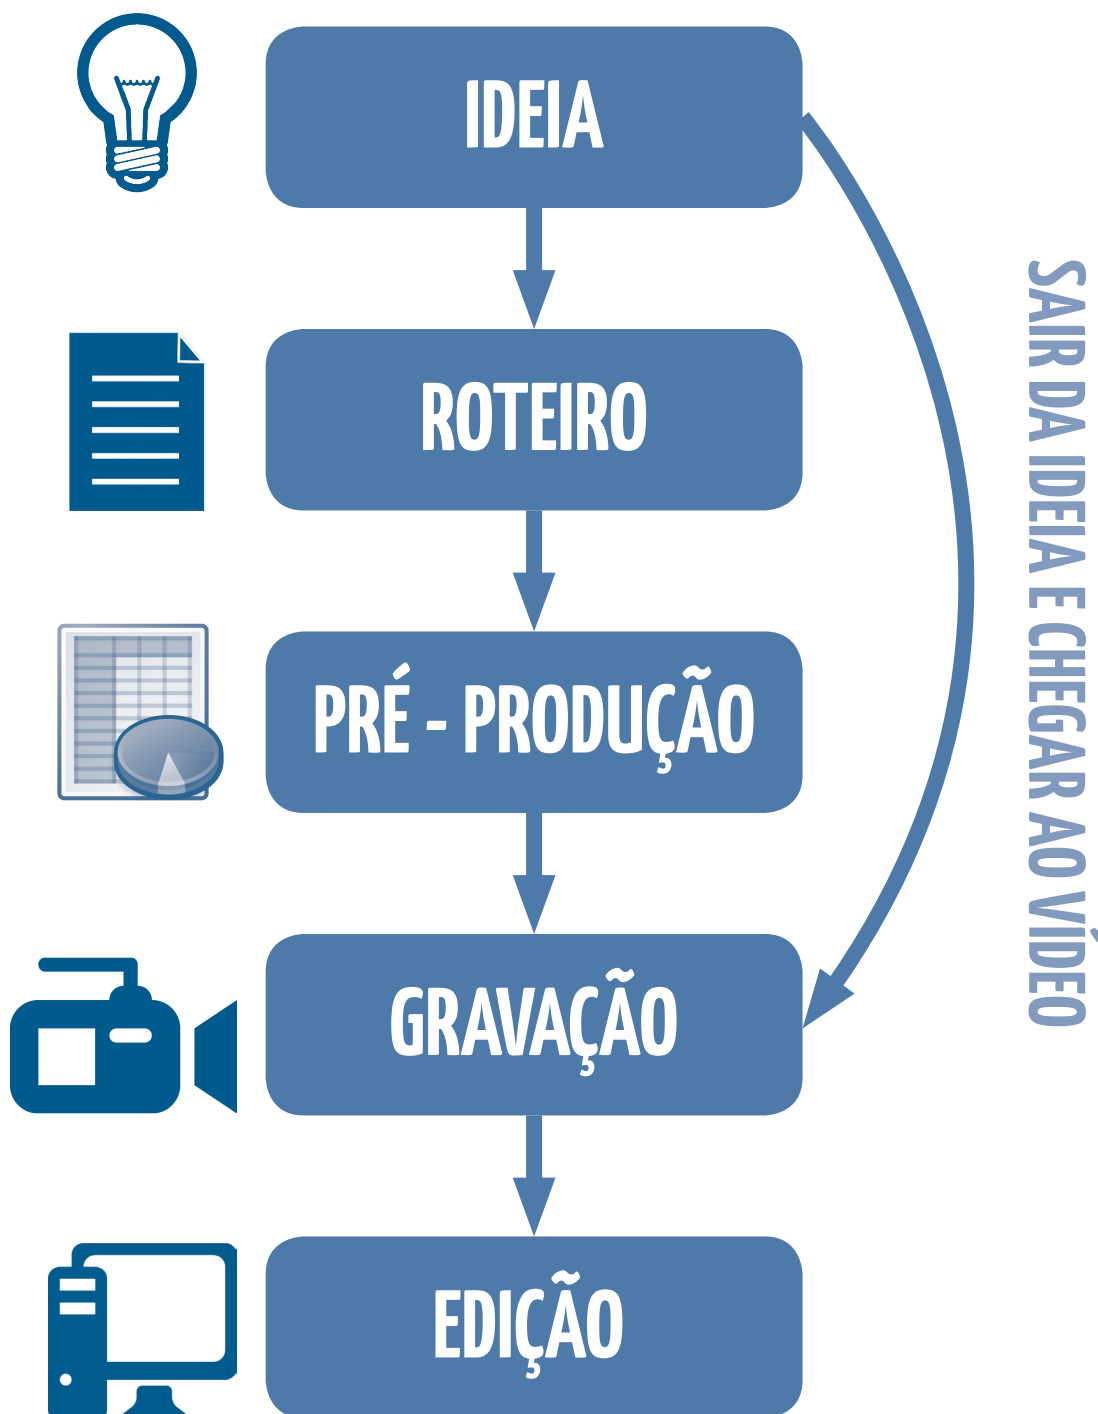 IDEIA
ROTEIRO
PRÉ - PRODUÇÃO
GRAVAÇÃO
EDIÇÃO
SAIR DA IDEIA E CHEGAR AO VÍDEO